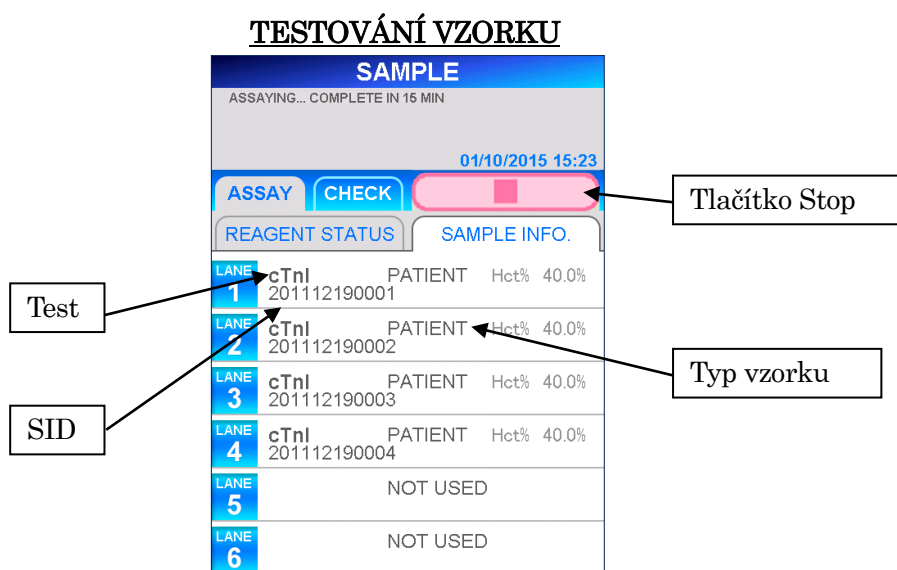 TESTOVÁNÍ VZORKU
SAMPLE
ASSAYING... COMPLETE IN 15 MIN
01/10/2015 15:23
ASSAY CHECK
Tlačítko Stop
REAGENT STATUS SAMPLE INFO.
LANE 1 cTnI PATIENT Hct% 40.0%
201112190001
Test
LANE 2 cTnI PATIENT Hct% 40.0%
201112190002
Typ vzorku
LANE 3 cTnI PATIENT Hct% 40.0%
201112190003
SID
LANE 4 cTnI PATIENT Hct% 40.0%
201112190004
LANE 5 NOT USED
LANE 6 NOT USED